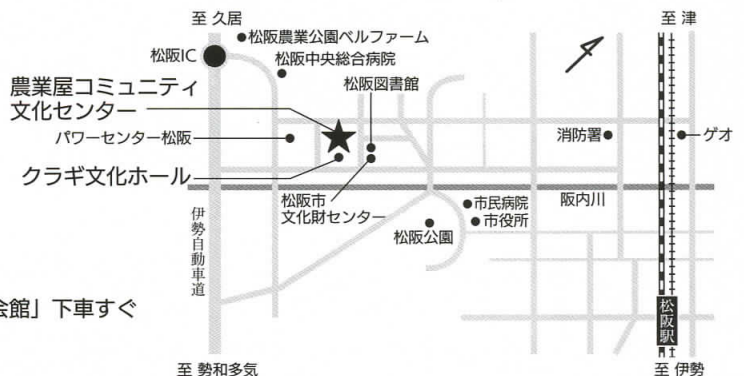 至 久居
至 津
松阪農業公園ベルファーム
松阪IC
松阪中央総合病院
農業屋コミュニティ
文化センター
松阪図書館
パワーセンター松阪
消防署
ゲオ
クラギ文化ホール
松阪市
文化財センター
市民病院
阪内川
市役所
松阪公園
伊勢自動車道
会館」下車すぐ
松阪駅
至 勢和多気
至 伊勢